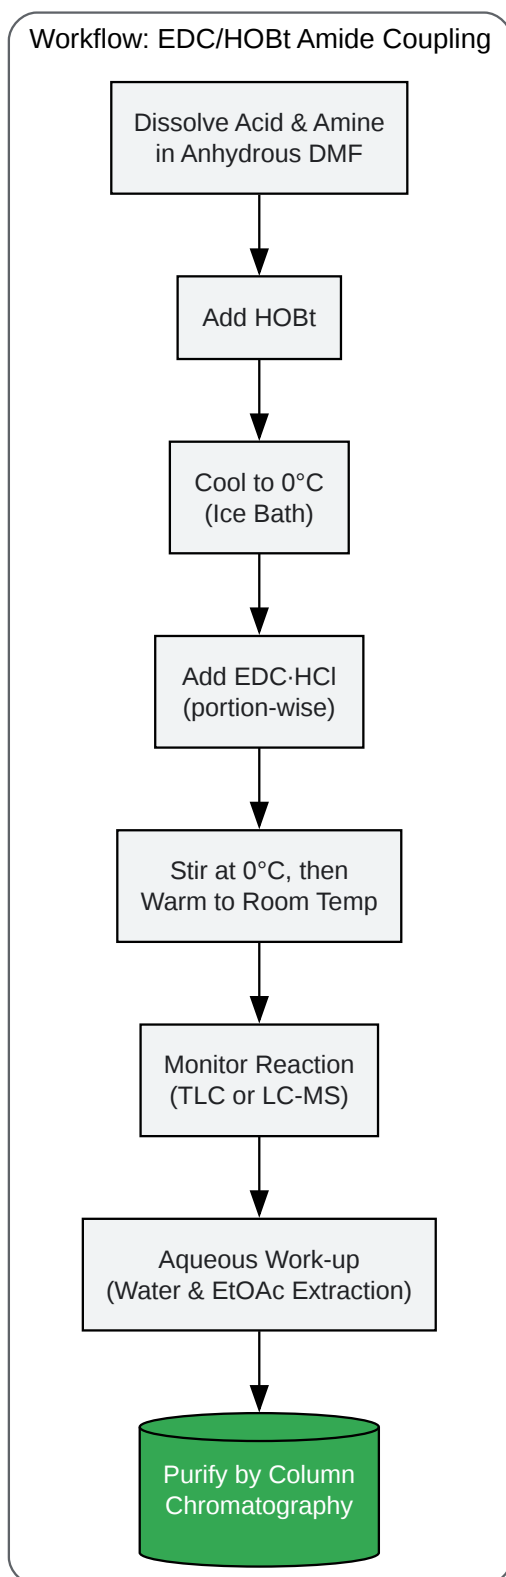 Workflow: EDC/HOBt Amide Coupling
Dissolve Acid & Amine
in Anhydrous DMF
Add HOBt
Cool to 0°C
(Ice Bath)
Add EDC·HCl
(portion-wise)
Stir at 0°C, then
Warm to Room Temp
Monitor Reaction
(TLC or LC-MS)
Aqueous Work-up
(Water & EtOAc Extraction)
Purify by Column
Chromatography